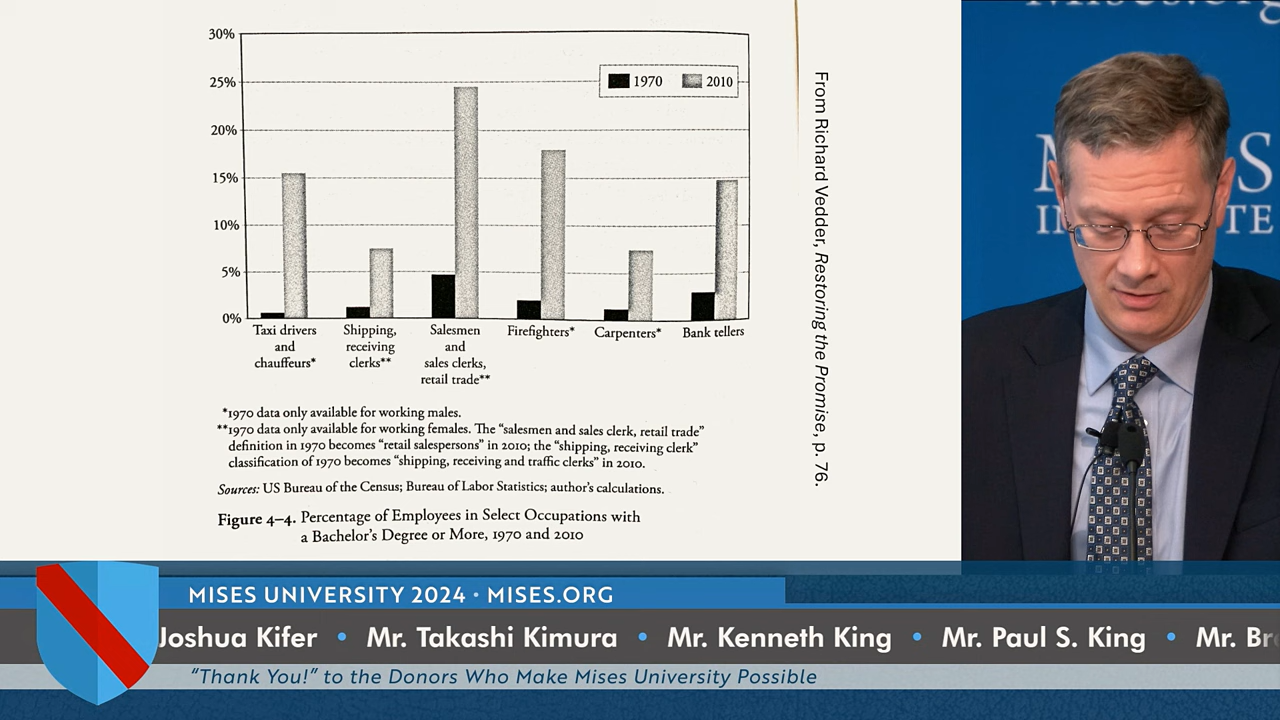 30%
25%
20%
15%
10%
5%
0%
1970 2010
Taxi drivers
and
chauffeurs*
Shipping,
receiving
clerks**
Salesmen
and
sales clerks,
retail trade**
Firefighters*
Carpenters*
Bank tellers
*1970 data only available for working males.
**1970 data only available for working females. The “salesmen and sales clerk, retail trade”
definition in 1970 becomes “retail salespersons” in 2010; the “shipping, receiving clerk”
classification of 1970 becomes “shipping, receiving and traffic clerks” in 2010.
Sources: US Bureau of the Census; Bureau of Labor Statistics; author's calculations.
Figure 4–4. Percentage of Employees in Select Occupations with
a Bachelor's Degree or More, 1970 and 2010
From Richard Vedder, Restoring the Promise, p. 76.
MISES UNIVERSITY 2024 • MISES.ORG
Joshua Kifer • Mr. Takashi Kimura • Mr. Kenneth King • Mr. Paul S. King • Mr. Br
“Thank You!” to the Donors Who Make Mises University Possible